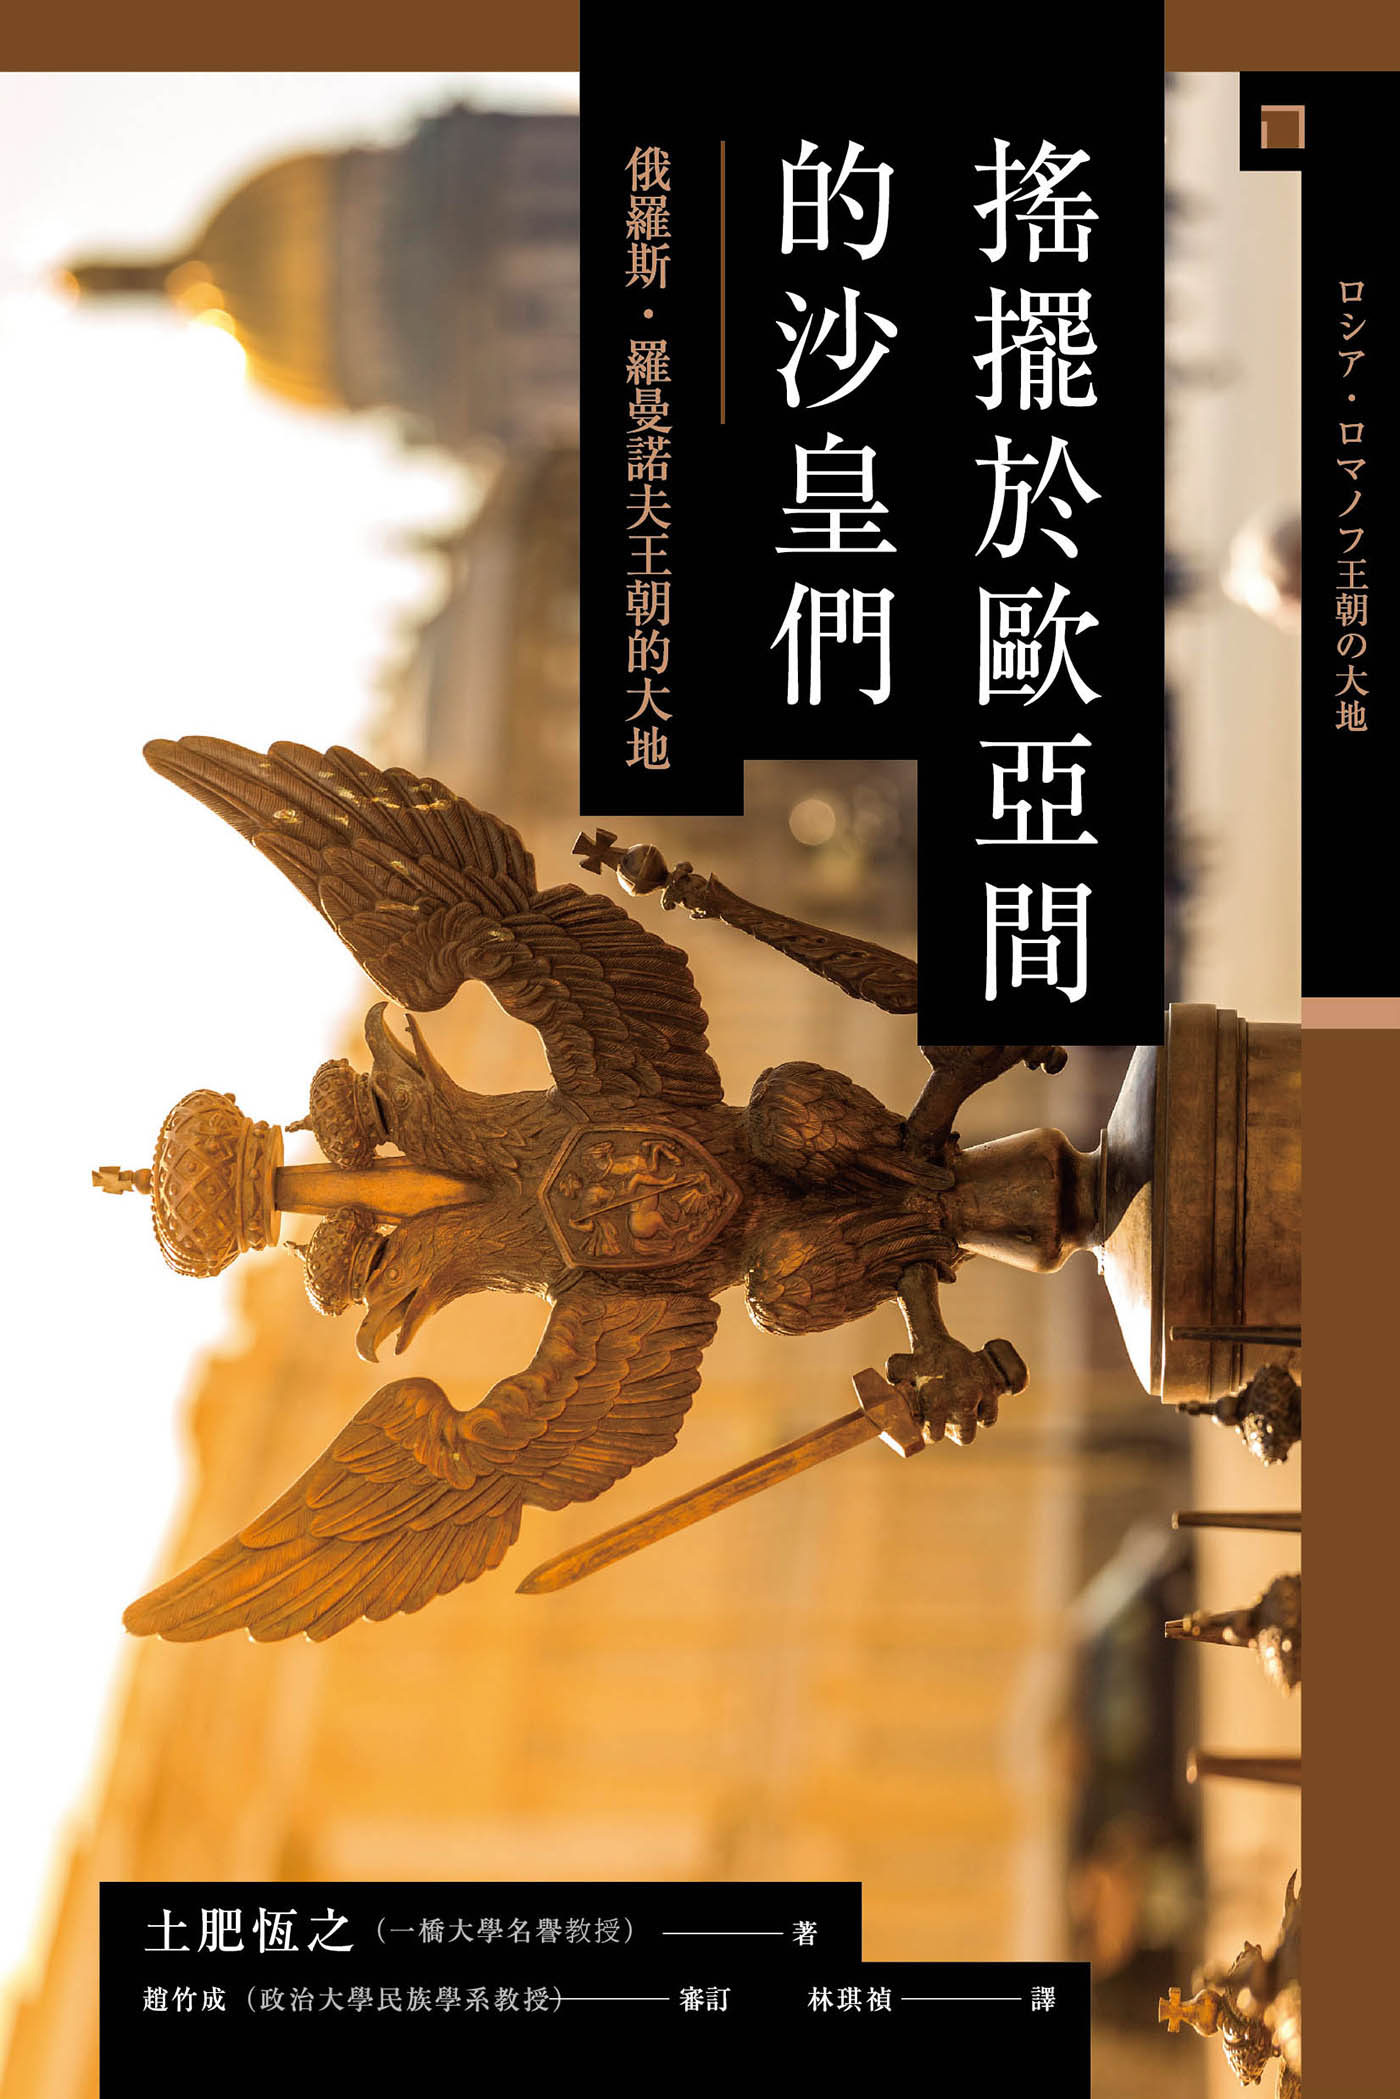 ロシア・ロマノフ王朝の大地
搖擺於歐亞間
的沙皇們
俄羅斯・羅曼諾夫王朝的大地
土肥恆之（一橋大學名譽教授）——著
趙竹成（政治大學民族學系教授）——審訂 林琪禎——譯